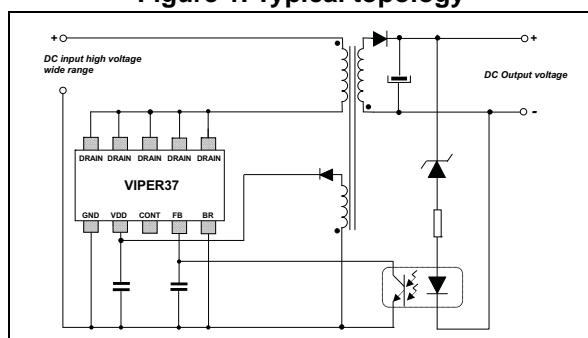 Figure 1. Typical topology
+
+
DC input high voltage
wide range
DC Output voltage
-
-
DRAIN DRAIN DRAIN DRAIN DRAIN
VIPER37
GND VDD CONT FB BR